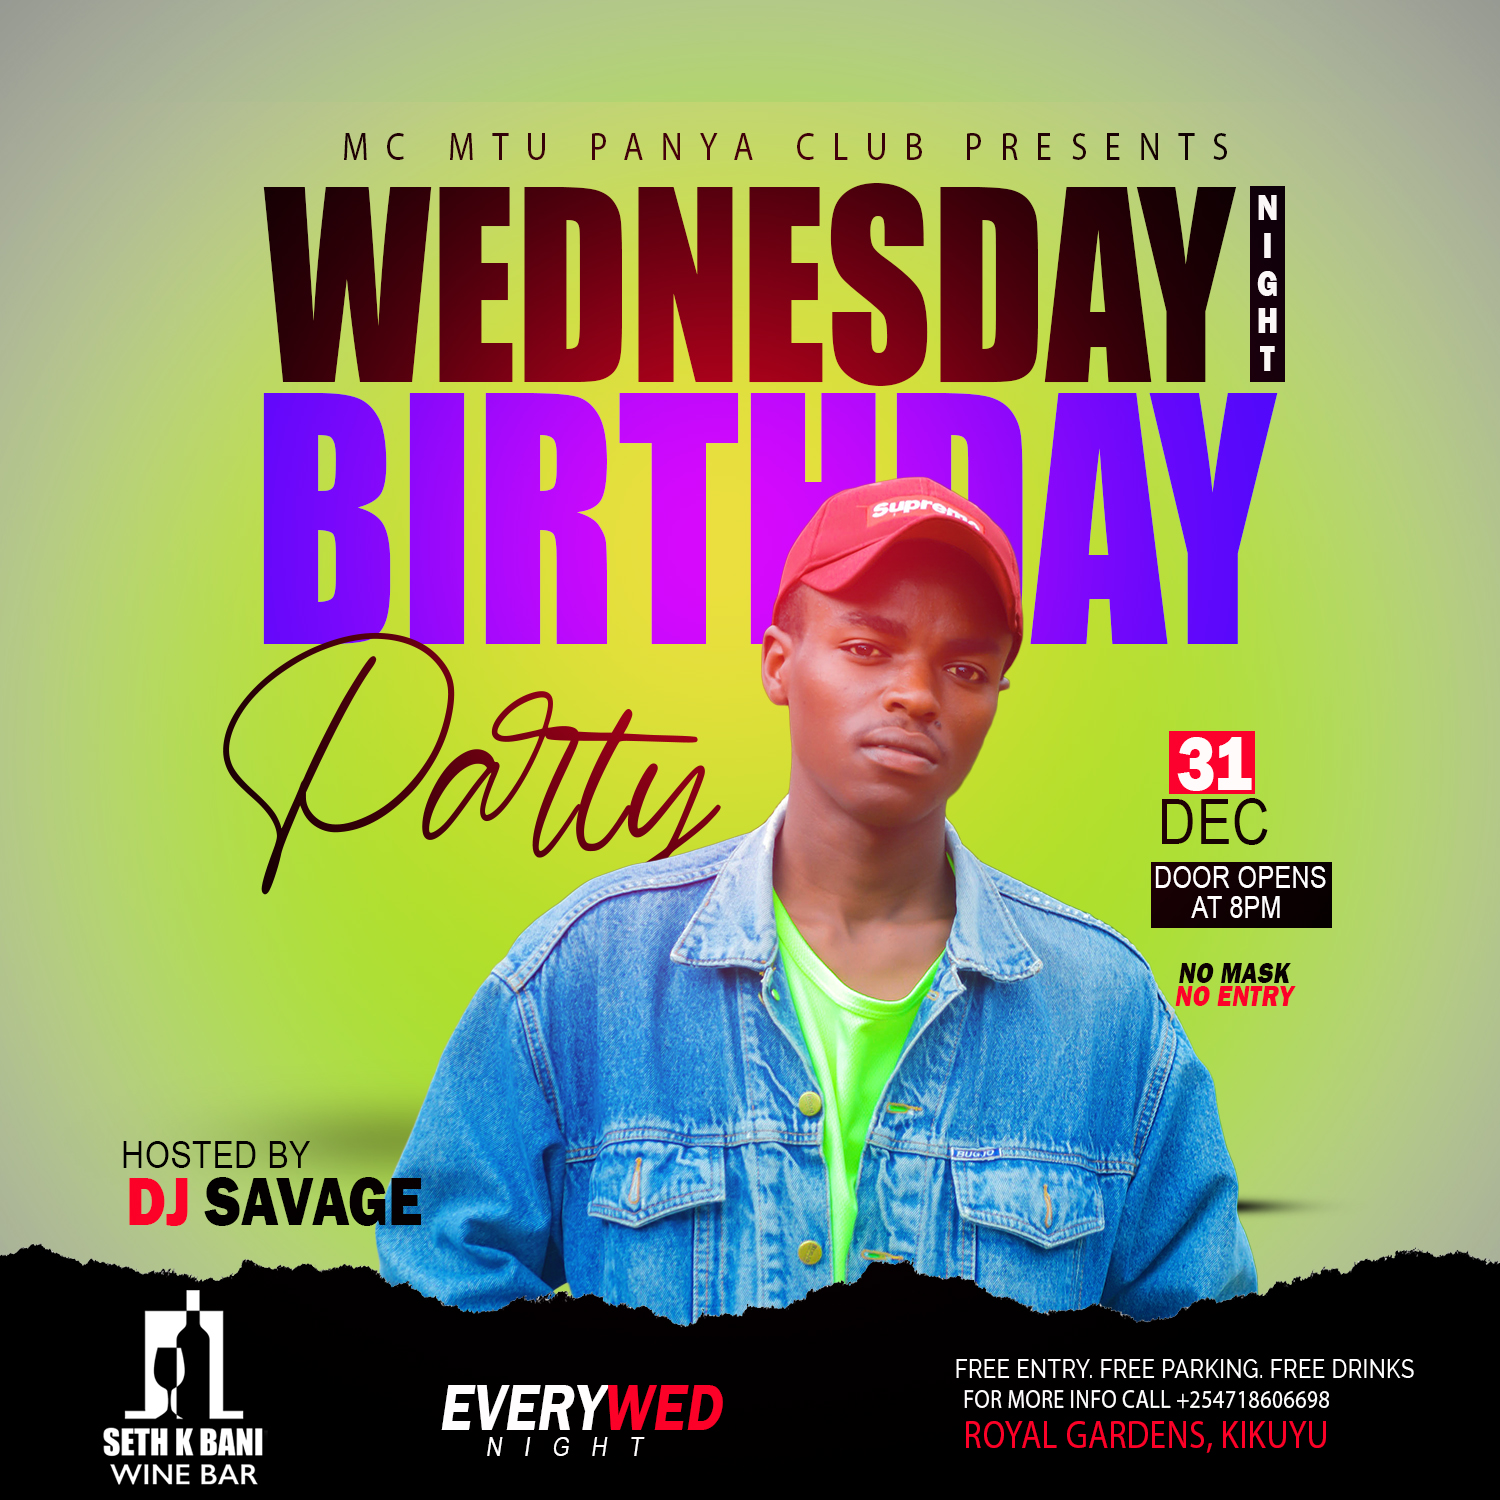 MC MTU PANYA CLUB PRESENTS
WEDNESDAY
NIGHT
BIRTHDAY
Party
Supreme
31
DEC
DOOR OPENS
AT 8PM
NO MASK
NO ENTRY
BUGJO
HOSTED BY
DJ SAVAGE
SETH K BANI
WINE BAR
EVERYWED
NIGHT
FREE ENTRY. FREE PARKING. FREE DRINKS
FOR MORE INFO CALL +254718606698
ROYAL GARDENS, KIKUYU